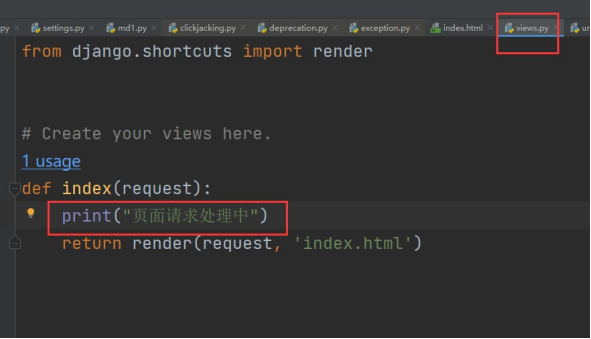 py settings.py md1.py clickjacking.py deprecation.py exception.py index.html views.py ur
from django.shortcuts import render
# Create your views here.
1 usage
def index(request):
print("页面请求处理中")
return render(request, 'index.html')